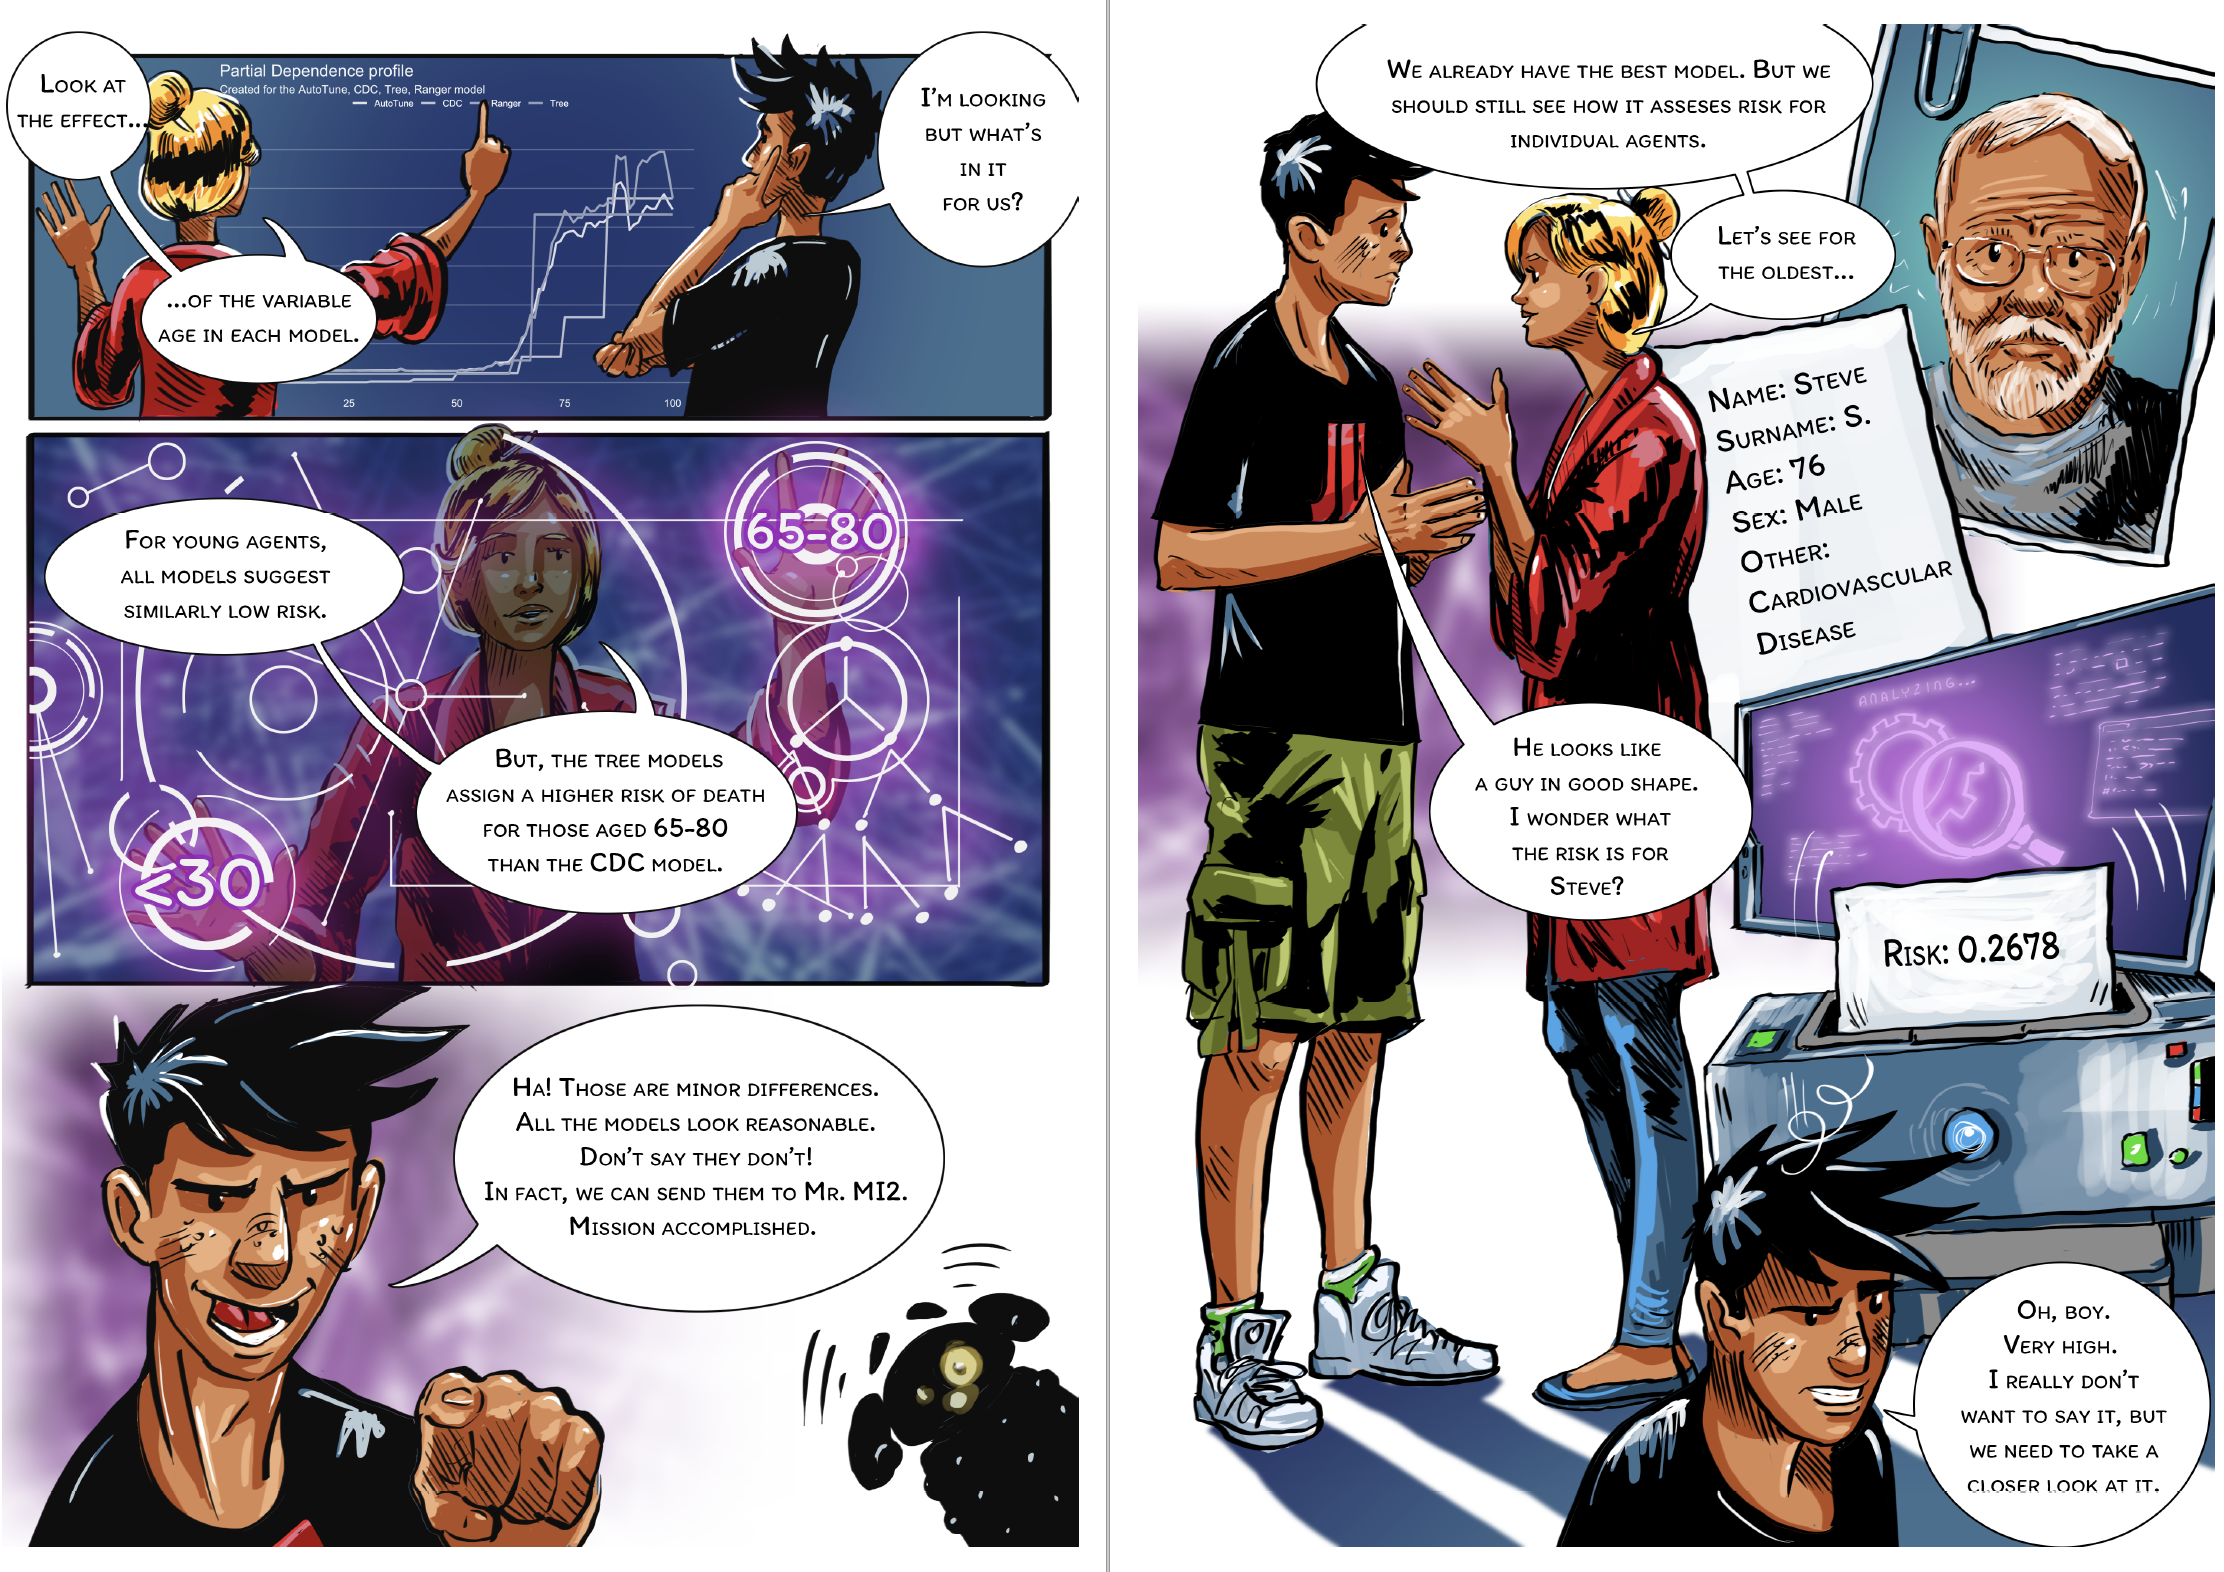 Look at
the effect...
Partial Dependence profile
Created for the AutoTune, CDC, Tree, Ranger model
AutoTune CDC Ranger Tree
I'm looking
but what's
in it
for us?
...of the variable
age in each model.
25 50 75 100
For young agents,
all models suggest
similarly low risk.
65-80
But, the tree models
assign a higher risk of death
for those aged 65-80
than the CDC model.
<30
Ha! Those are minor differences.
All the models look reasonable.
Don't say they don't!
In fact, we can send them to Mr. MI2.
Mission accomplished.
We already have the best model. But we
should still see how it asseses risk for
individual agents.
Let's see for
the oldest...
Name: Steve
Surname: S.
Age: 76
Sex: Male
Other:
Cardiovascular
Disease
He looks like
a guy in good shape.
I wonder what
the risk is for
Steve?
ANALYZING...
Risk: 0.2678
Oh, boy.
Very high.
I really don't
want to say it, but
we need to take a
closer look at it.